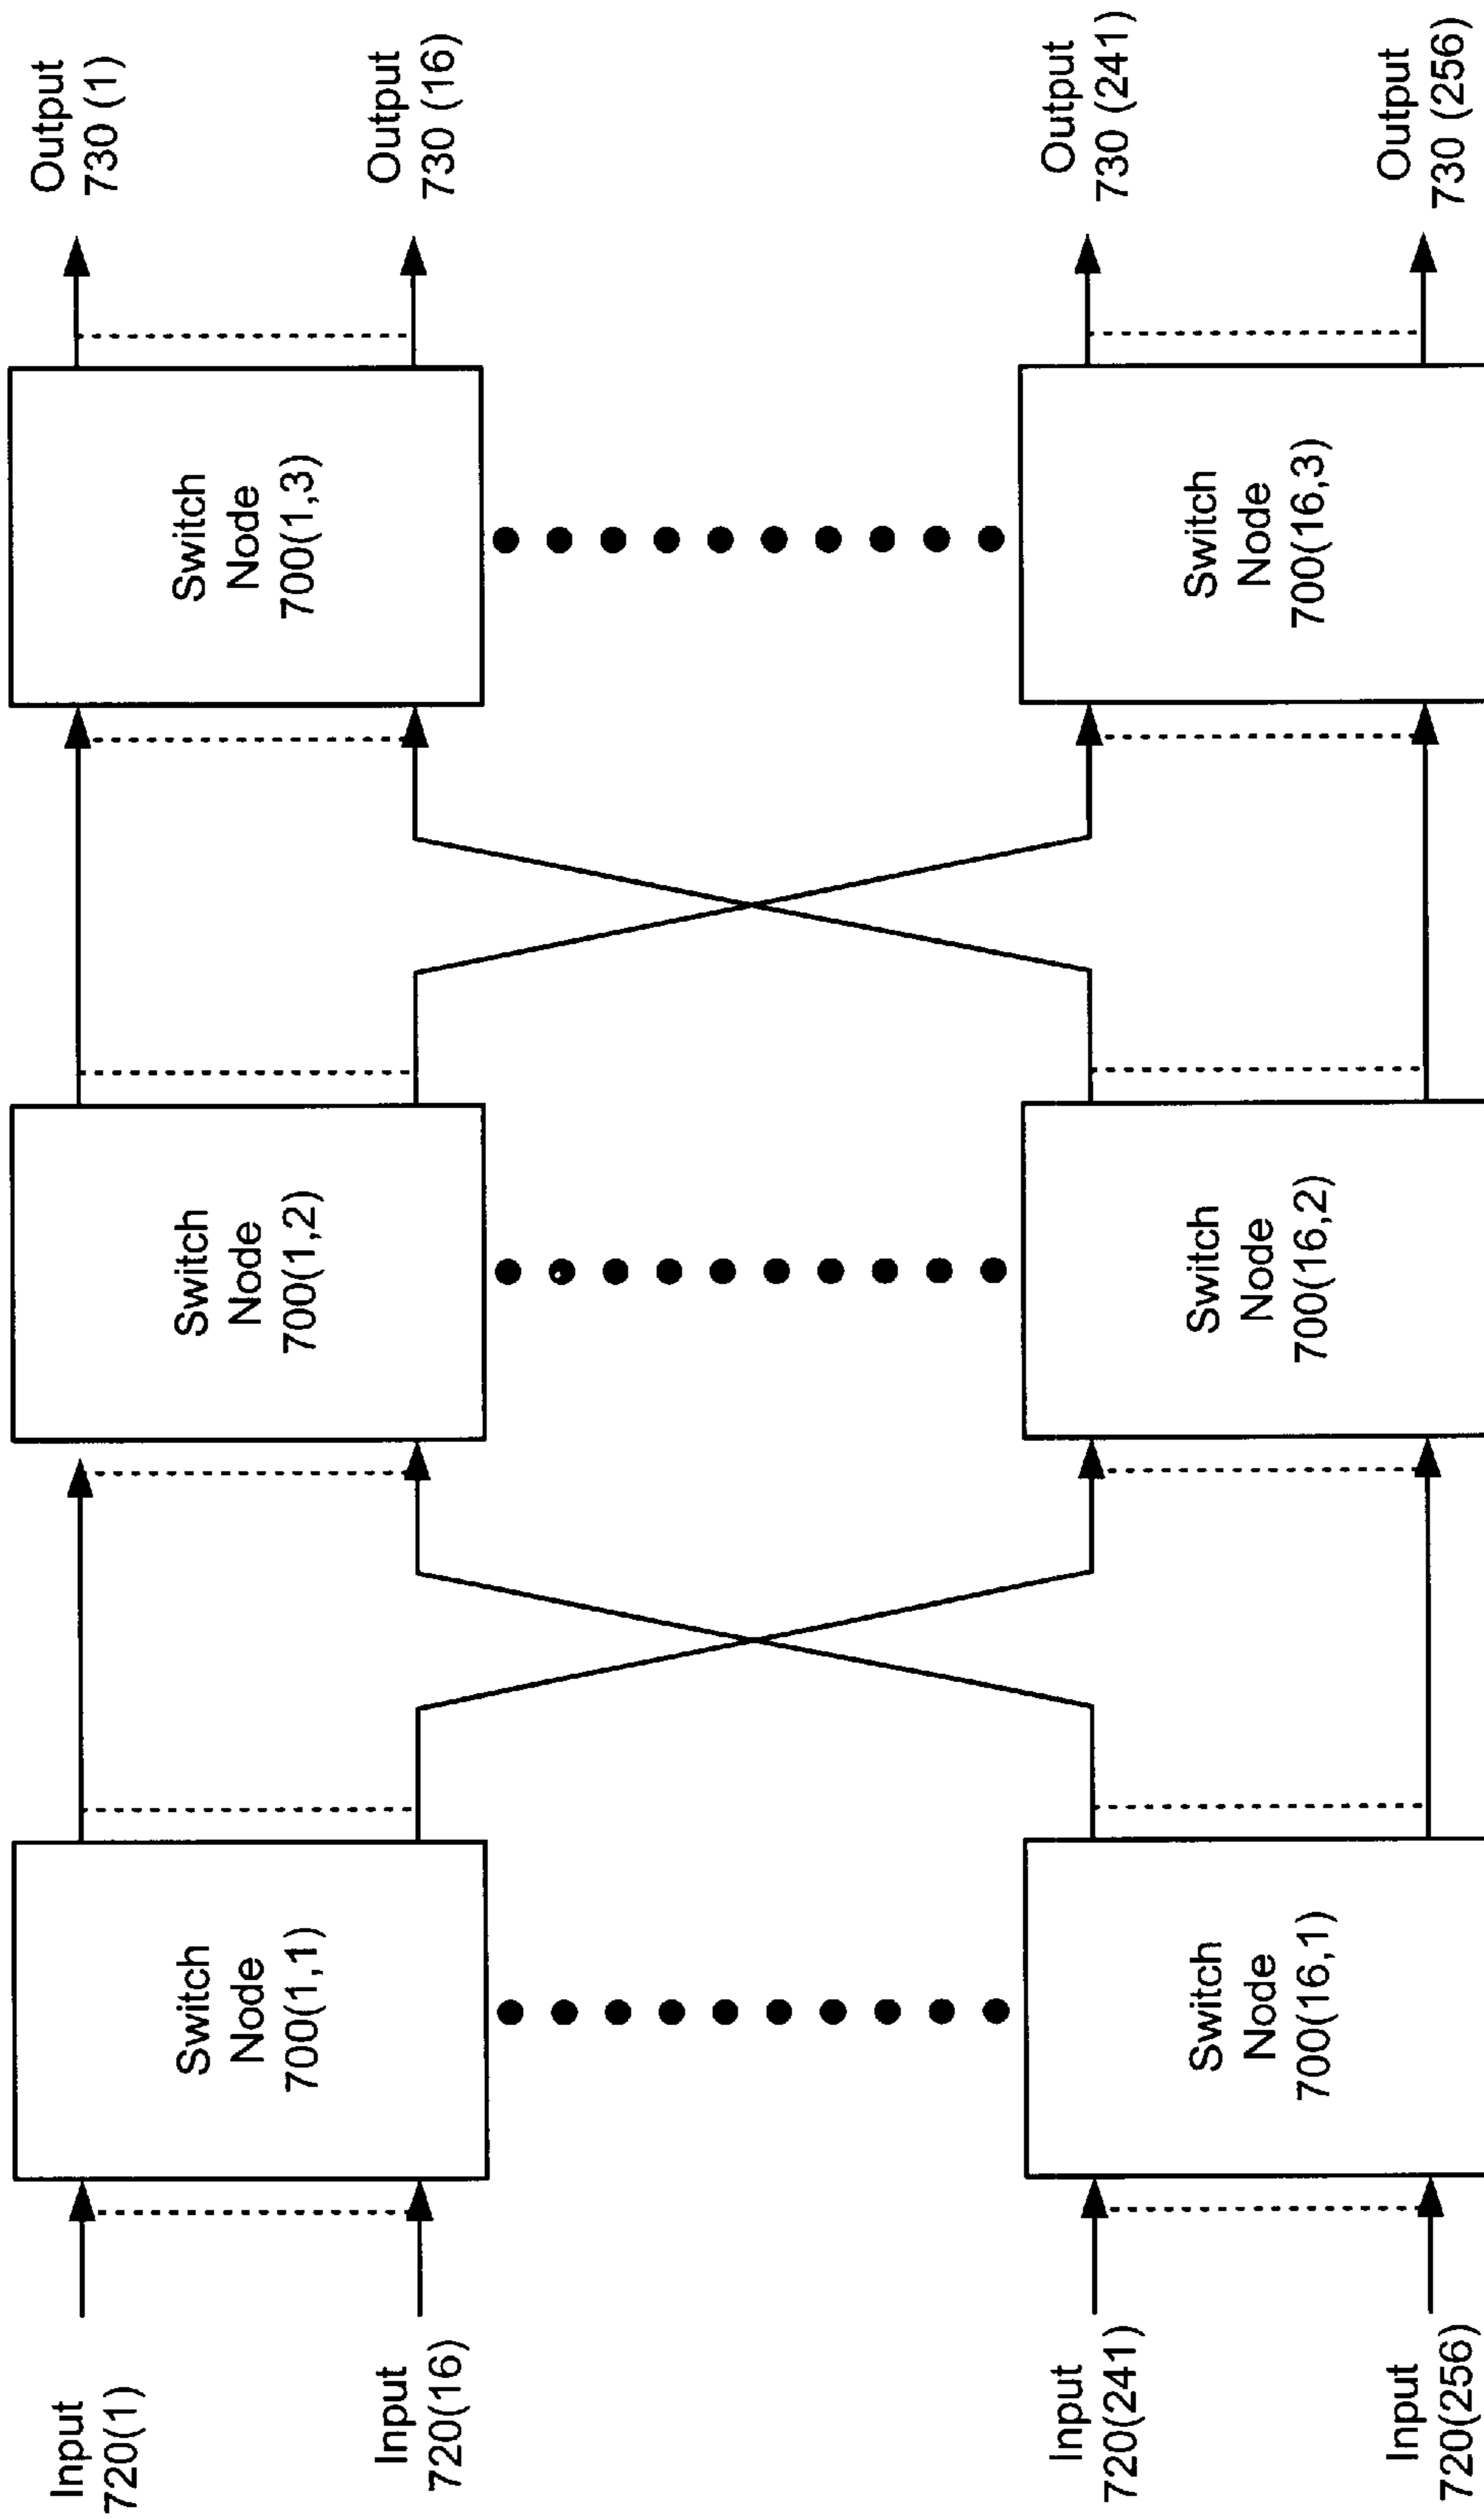 Input
720(1)
Input
720(16)
Input
720(241)
Input
720(256)
Switch
Node
700(1,1)
Switch
Node
700(16,1)
Switch
Node
700(1,2)
Switch
Node
700(16,2)
Switch
Node
700(1,3)
Switch
Node
700(16,3)
Output
730 (1)
Output
730 (16)
Output
730 (241)
Output
730 (256)